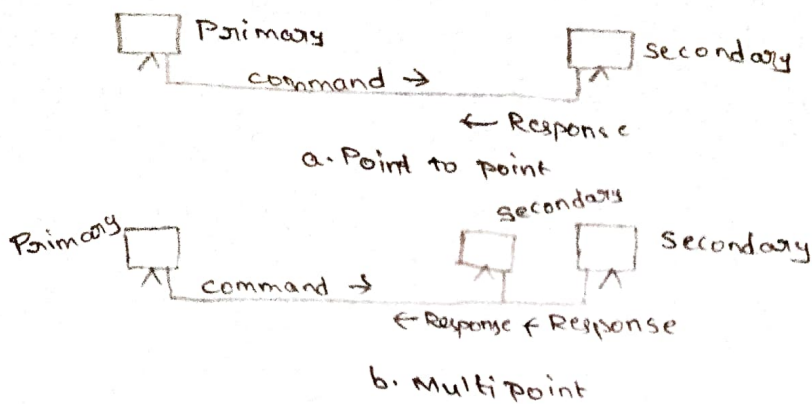 Primary
secondary
command →
← Response
a. Point to point
secondary
Primary
Secondary
command →
← Response ← Response
b. Multipoint